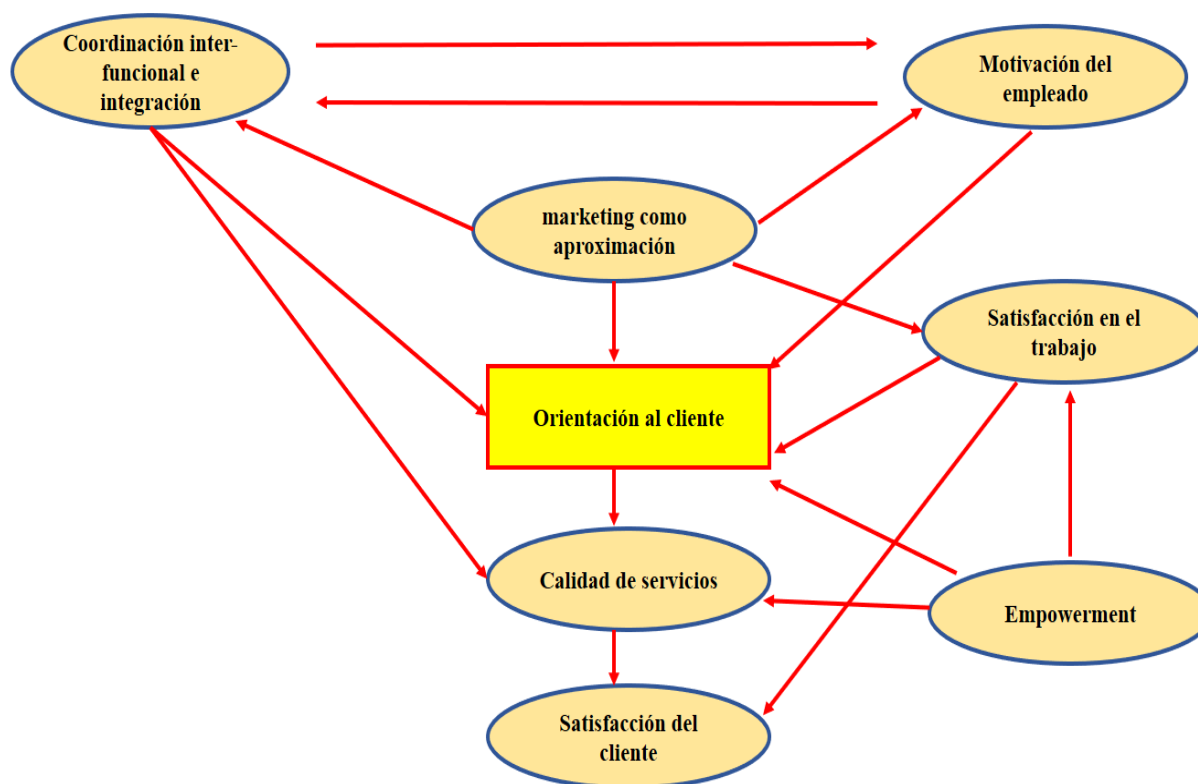 Coordinación inter-
funcional e
integración
Motivación del
empleado
marketing como
aproximación
Satisfacción en el
trabajo
Orientación al cliente
Calidad de servicios
Empowerment
Satisfacción del
cliente